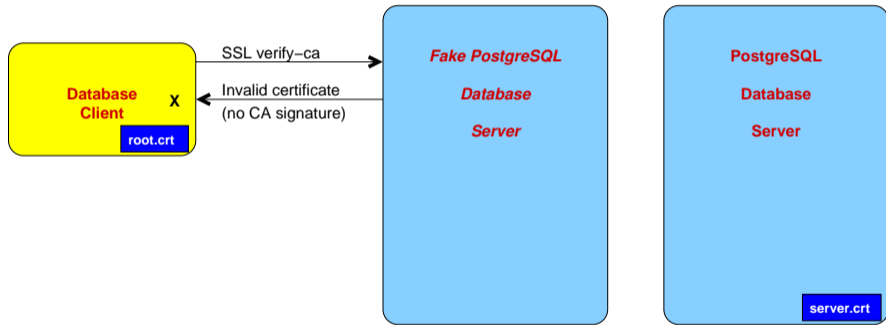 Database
Client
X
root.crt
SSL verify–ca
Invalid certificate
(no CA signature)
Fake PostgreSQL
Database
Server
PostgreSQL
Database
Server
server.crt